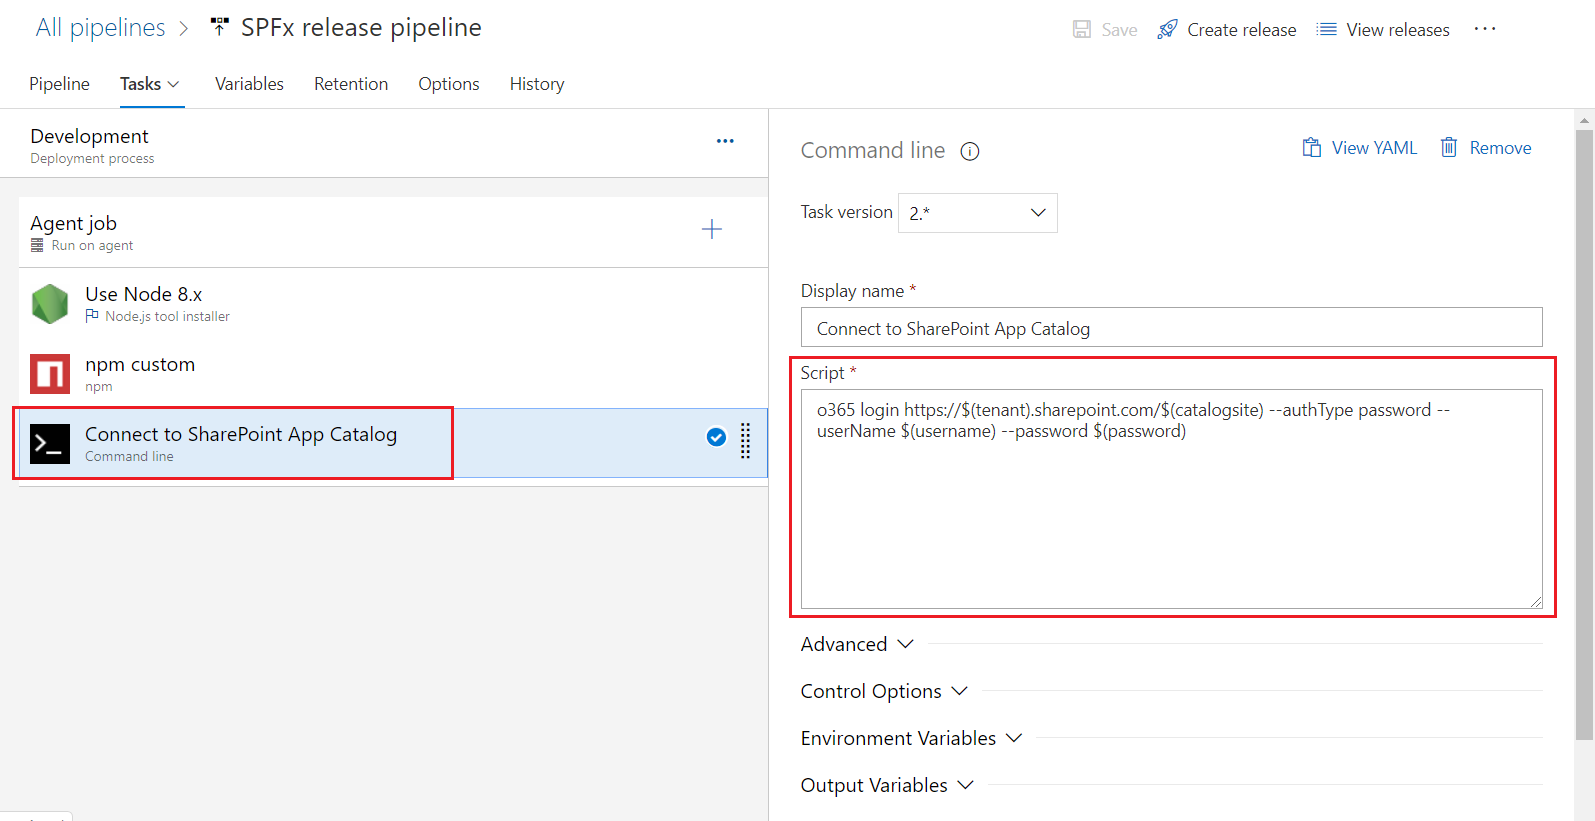 All pipelines > SPFx release pipeline
Save Create release View releases ...
Pipeline Tasks Variables Retention Options History
Development
Deployment process
...
Agent job
Run on agent
Use Node 8.x
Node.js tool installer
npm custom
npm
Connect to SharePoint App Catalog
Command line
Command line
View YAML Remove
Task version 2.*
Display name *
Connect to SharePoint App Catalog
Script *
o365 login https://$(tenant).sharepoint.com/$(catalogsite) --authType password --
userName $(username) --password $(password)
Advanced
Control Options
Environment Variables
Output Variables